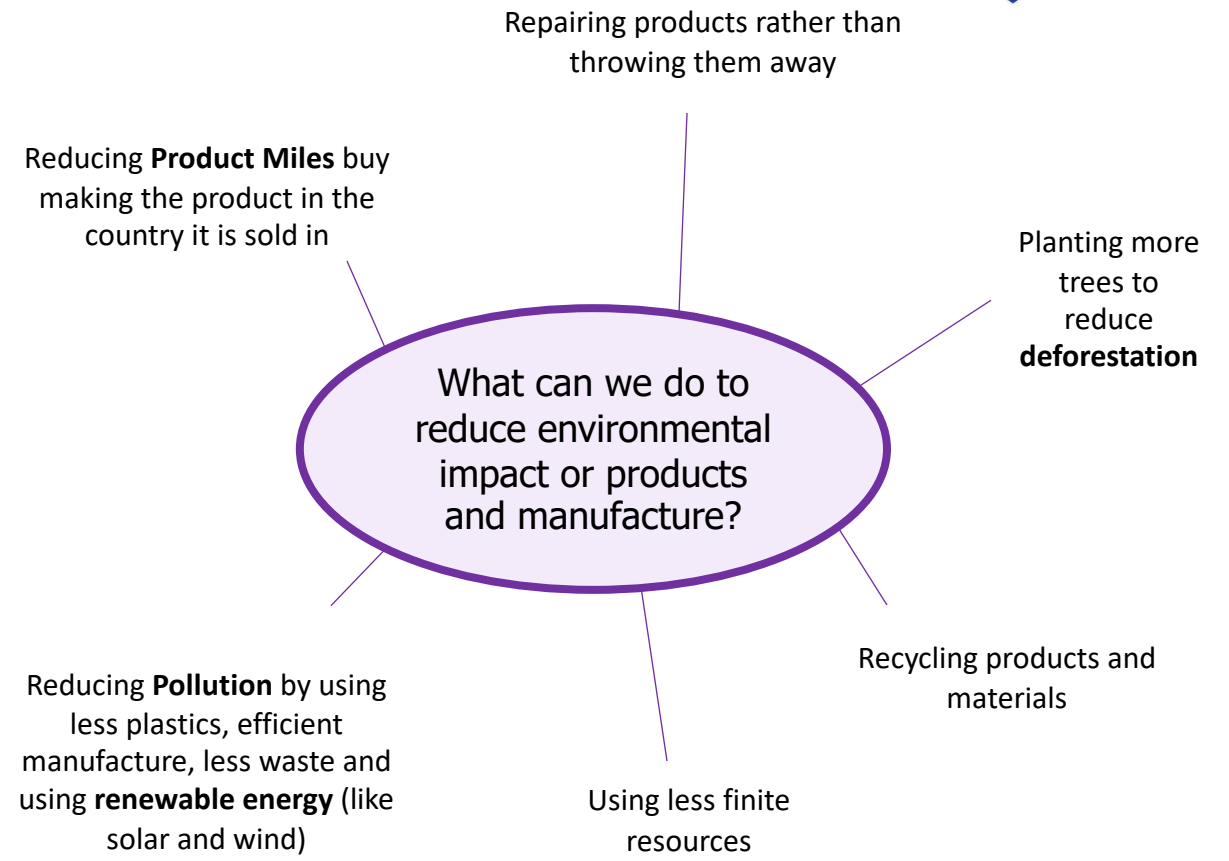 Repairing products rather than
throwing them away
Reducing Product Miles buy
making the product in the
country it is sold in
Planting more
trees to
reduce
deforestation
What can we do to
reduce environmental
impact or products
and manufacture?
Recycling products and
materials
Reducing Pollution by using
less plastics, efficient
manufacture, less waste and
using renewable energy (like
solar and wind)
Using less finite
resources